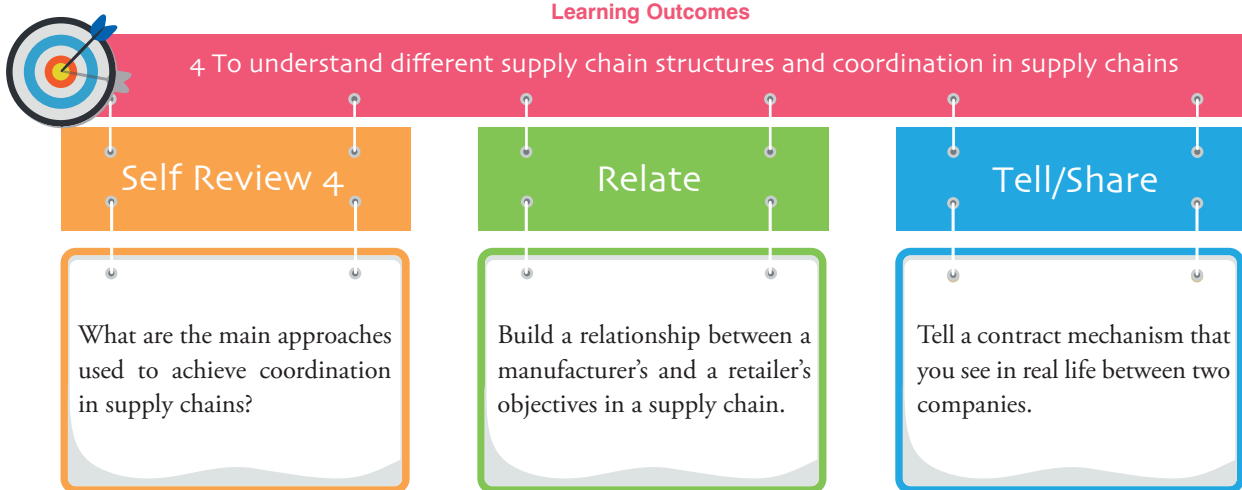 Learning Outcomes
4 To understand different supply chain structures and coordination in supply chains
Self Review 4
What are the main approaches
used to achieve coordination
in supply chains?
Relate
Build a relationship between a
manufacturer's and a retailer's
objectives in a supply chain.
Tell/Share
Tell a contract mechanism that
you see in real life between two
companies.